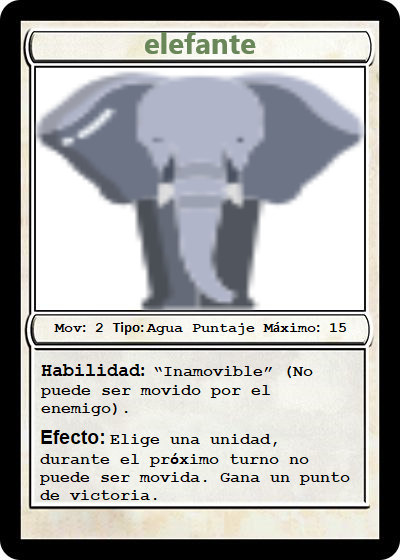 elefante
Mov: 2 Tipo: Agua Puntaje Máximo: 15
Habilidad: “Inamovible” (No
puede ser movido por el
enemigo).
Efecto: Elige una unidad,
durante el próximo turno no
puede ser movida. Gana un punto
de victoria.